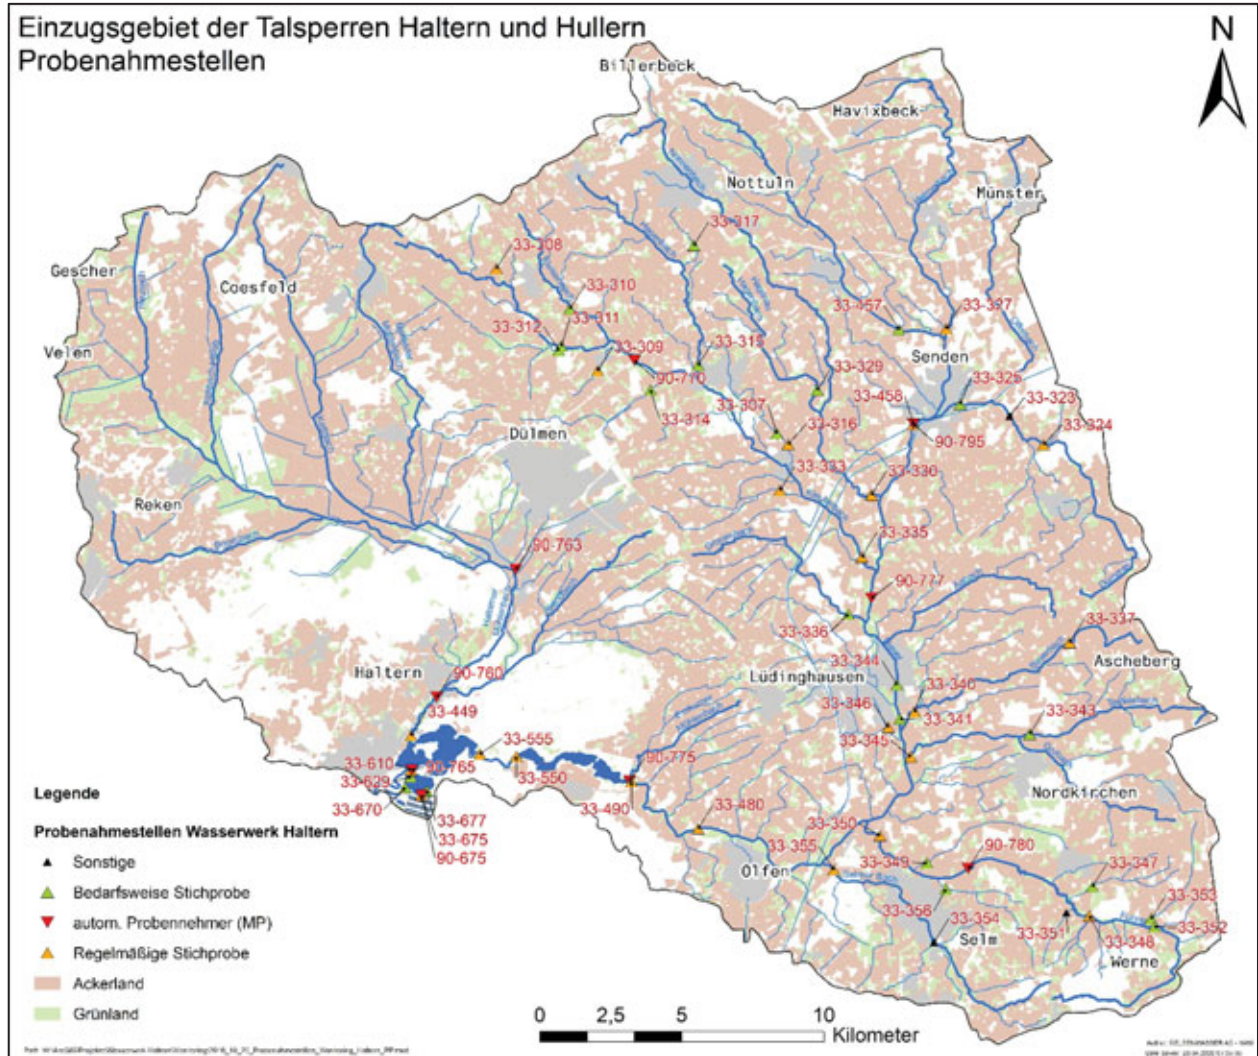 Einzugsgebiet der Talsperren Haltern und Hullern
Probenahmestellen
N
Billerbeck
Havixbeck
Nottuln
Münster
33-317
Gescher
33-308
Coesfeld
33-310
33-457
33-327
33-312
33-311
Velen
33-309
33-315
Senden
33-329
33-325
90-710
33-458
33-323
33-314
33-307
33-316
33-324
Dülmen
90-795
33-333
33-330
Reken
33-335
90-763
90-777
33-336
33-337
Ascheberg
33-344
Haltern
90-760
Lüdinghausen
33-340
33-449
33-346
33-341
33-343
33-555
33-345
33-610
90-765
90-775
33-629
33-550
Nordkirchen
33-670
33-490
33-480
33-677
33-350
33-675
33-355
90-780
90-675
33-349
33-347
Olfen
33-356
33-354
33-353
33-351
33-352
Selm
33-348
Werne
Legende
Probenahmestellen Wasserwerk Haltern
Sonstige
Bedarfsweise Stichprobe
autom. Probennehmer (MP)
Regelmäßige Stichprobe
Ackerland
Grünland
0 2,5 5 10
Kilometer